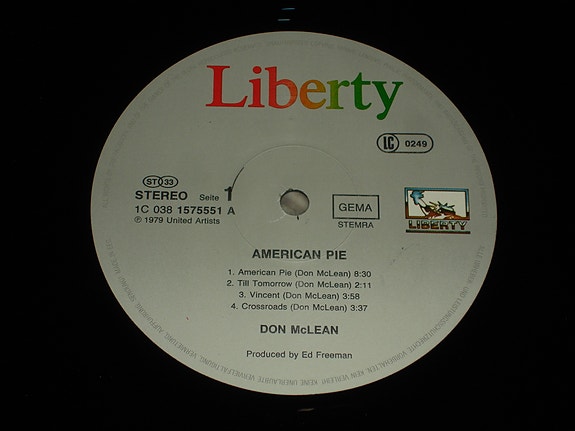 Liberty
LC 0249
ST 33
STEREO Seite 1
1C 038 1575551 A
℗ 1979 United Artists
GEMA
STEMRA
LIBERTY
AMERICAN PIE
1. American Pie (Don McLean) 8:30
2. Till Tomorrow (Don McLean) 2:11
3. Vincent (Don McLean) 3:58
4. Crossroads (Don McLean) 3:37
DON McLEAN
Produced by Ed Freeman